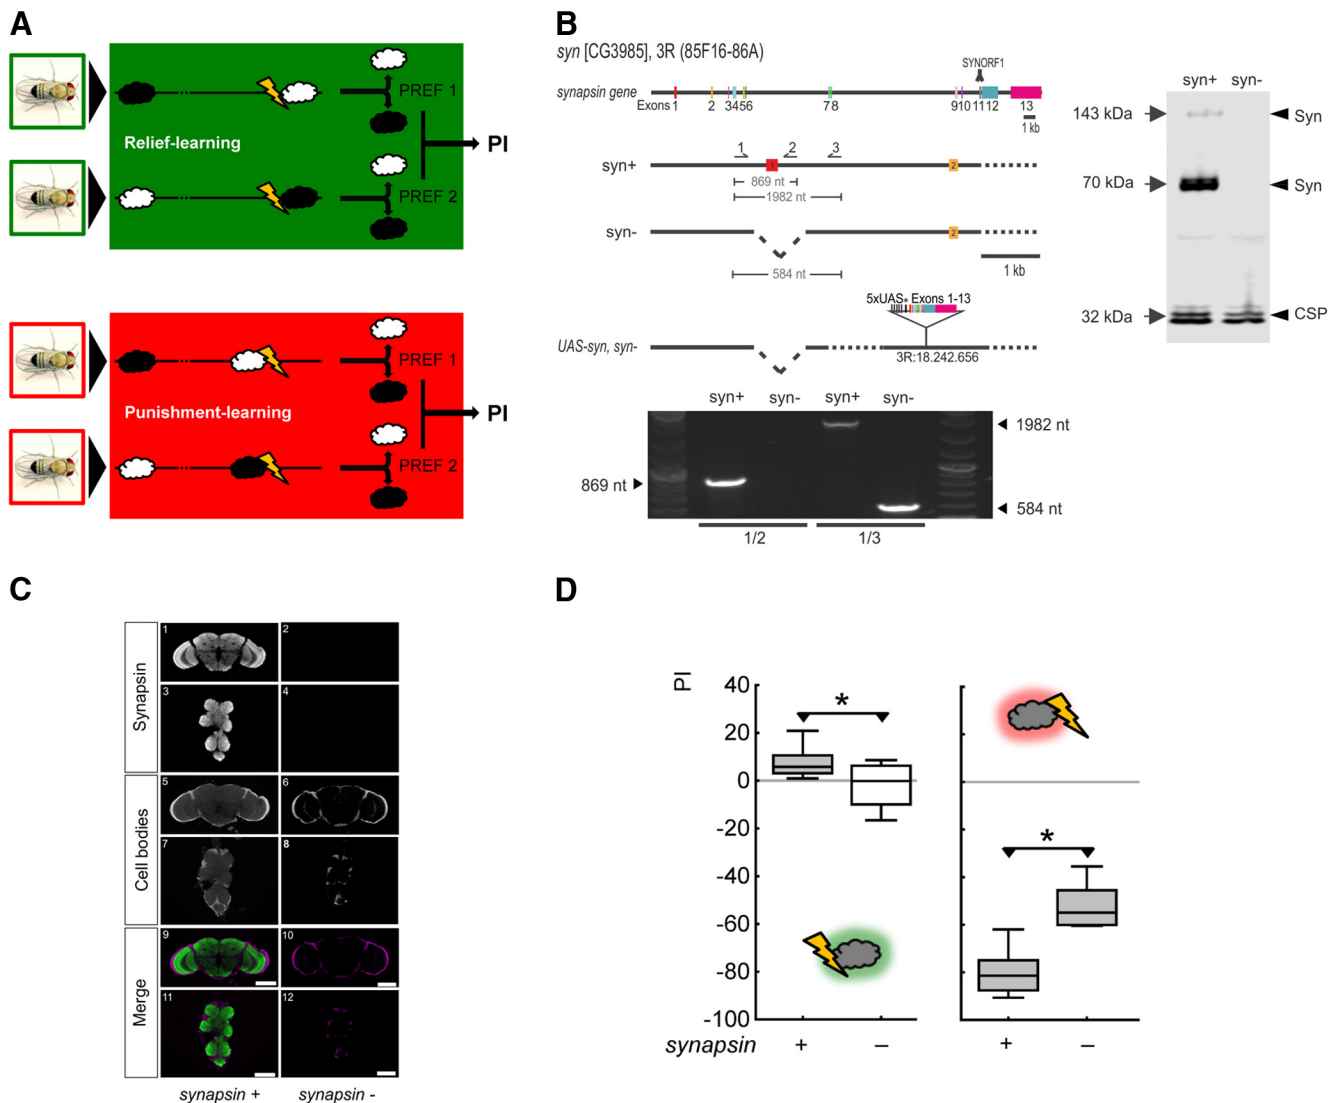 A
PREF 1
Relief-learning
PI
PREF 2
PREF 1
Punishment-learning
PI
PREF 2
B
syn [CG3985], 3R (85F16-86A)
SYNORF1
synapsin gene
Exons 1 2 3456 78 910 1112 13
1 kb
1 2 3
syn+
1 2
869 nt
1982 nt
syn-
2
584 nt
1 kb
5xUAS* Exons 1-13
UAS-syn, syn-
3R:18.242.656
syn+ syn- syn+ syn-
1982 nt
869 nt
584 nt
1/2 1/3
syn+ syn-
143 kDa Syn
70 kDa Syn
32 kDa CSP
C
Synapsin
1 2
3 4
Cell bodies
5 6
7 8
Merge
9 10
11 12
synapsin + synapsin -
D
PI
40
20
0
-20
-40
-60
-80
-100
* *
synapsin + – + –